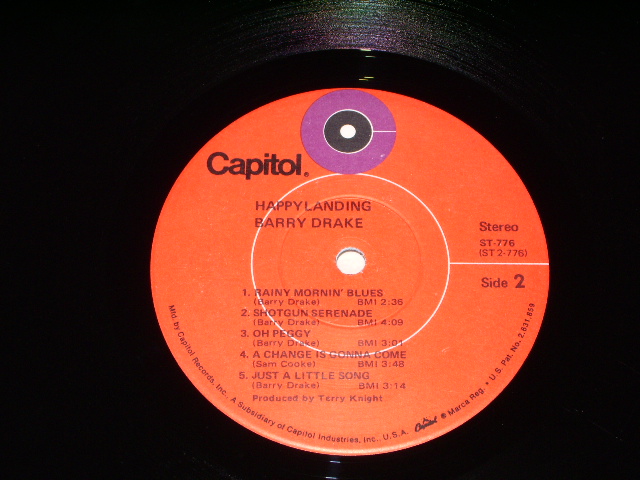 Capitol®
HAPPYLANDING
BARRY DRAKE
Stereo
ST-776
(ST 2-776)
Side 2
1. RAINY MORNIN' BLUES
(Barry Drake) BMI 2:36
2. SHOTGUN SERENADE
(Barry Drake) BMI 4:09
3. OH PEGGY
(Barry Drake) BMI 3:01
4. A CHANGE IS GONNA COME
(Sam Cooke) BMI 3:48
5. JUST A LITTLE SONG
(Barry Drake) BMI 3:14
Produced by Terry Knight
Mfd. by Capitol Records, Inc. A Subsidiary of Capitol Industries, Inc., U.S.A. Capitol ® Marca Reg. • U.S. Pat. No. 2,631,859